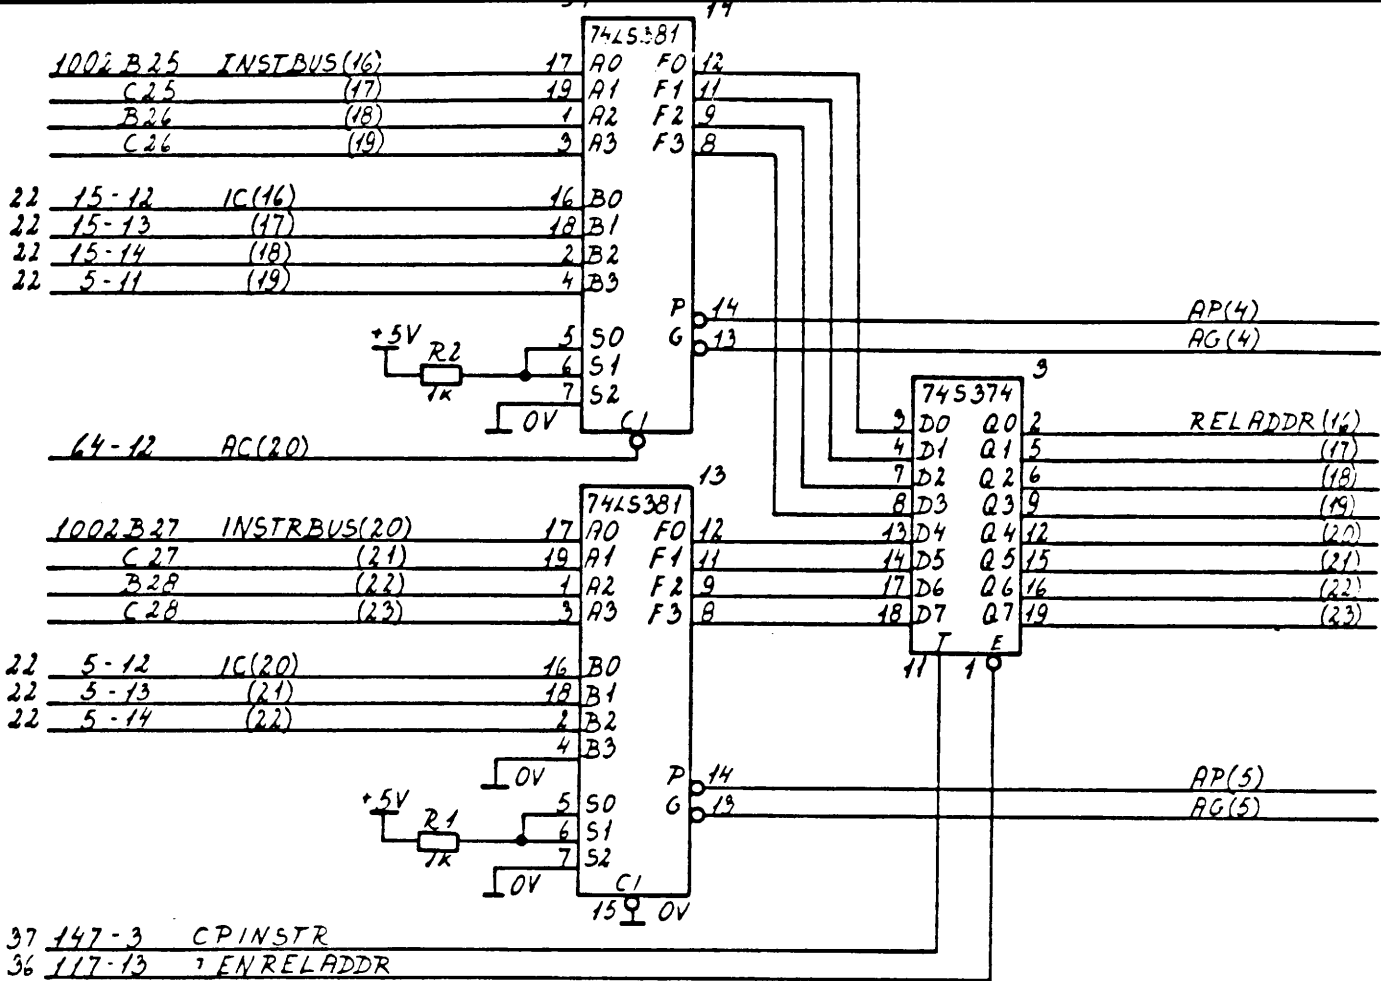 14
74LS381
1002 B25 INSTBUS(16) 17 A0 F0 12
C25 (17) 19 A1 F1 11
B26 (18) 1 A2 F2 9
C26 (19) 3 A3 F3 8
22 15-12 IC(16) 16 B0
22 15-13 (17) 18 B1
22 15-14 (18) 2 B2
22 5-11 (19) 4 B3
P 14 AP(4)
G 13 AG(4)
+5V R2 5 S0
1K 6 S1
7 S2
0V CI
64-12 AC(20)
3
74S374
3 D0 Q0 2 RELADDR(16)
4 D1 Q1 5 (17)
7 D2 Q2 6 (18)
8 D3 Q3 9 (19)
13 D4 Q4 12 (20)
14 D5 Q5 15 (21)
17 D6 Q6 16 (22)
18 D7 Q7 19 (23)
11 T 1 E
13
74LS381
1002 B27 INSTRBUS(20) 17 A0 F0 12
C27 (21) 19 A1 F1 11
B28 (22) 1 A2 F2 9
C28 (23) 3 A3 F3 8
22 5-12 IC(20) 16 B0
22 5-13 (21) 18 B1
22 5-14 (22) 2 B2
4 B3
0V
P 14 AP(5)
G 13 AG(5)
+5V R1 5 S0
1K 6 S1
7 S2
0V CI
15 0V
37 147-3 CPINSTR
36 117-13 ¬ENRELADDR